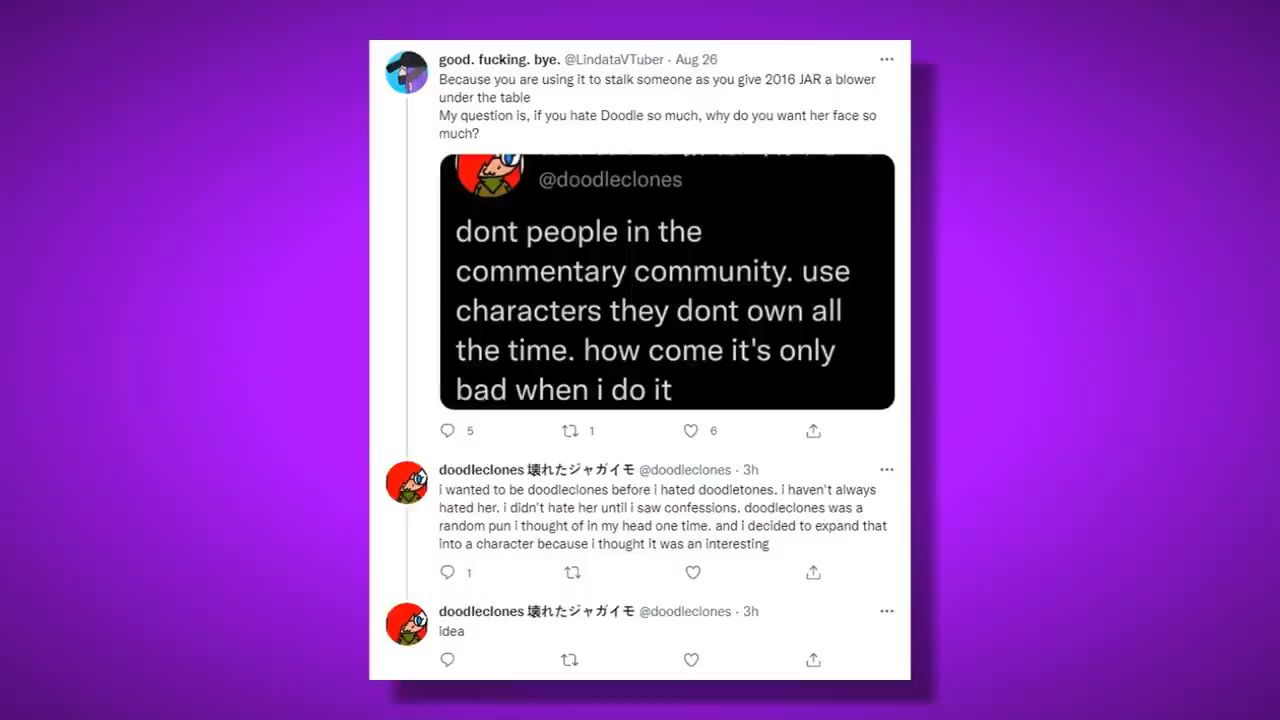 good. fucking. bye. @LindataVTuber · Aug 26
Because you are using it to stalk someone as you give 2016 JAR a blower
under the table
My question is, if you hate Doodle so much, why do you want her face so
much?
@doodleclones
dont people in the
commentary community. use
characters they dont own all
the time. how come it's only
bad when i do it
5 1 6
doodleclones 壊れたジャガイモ @doodleclones · 3h
i wanted to be doodleclones before i hated doodletones. i haven't always
hated her. i didn't hate her until i saw confessions. doodleclones was a
random pun i thought of in my head one time. and i decided to expand that
into a character because i thought it was an interesting
1
doodleclones 壊れたジャガイモ @doodleclones · 3h
idea